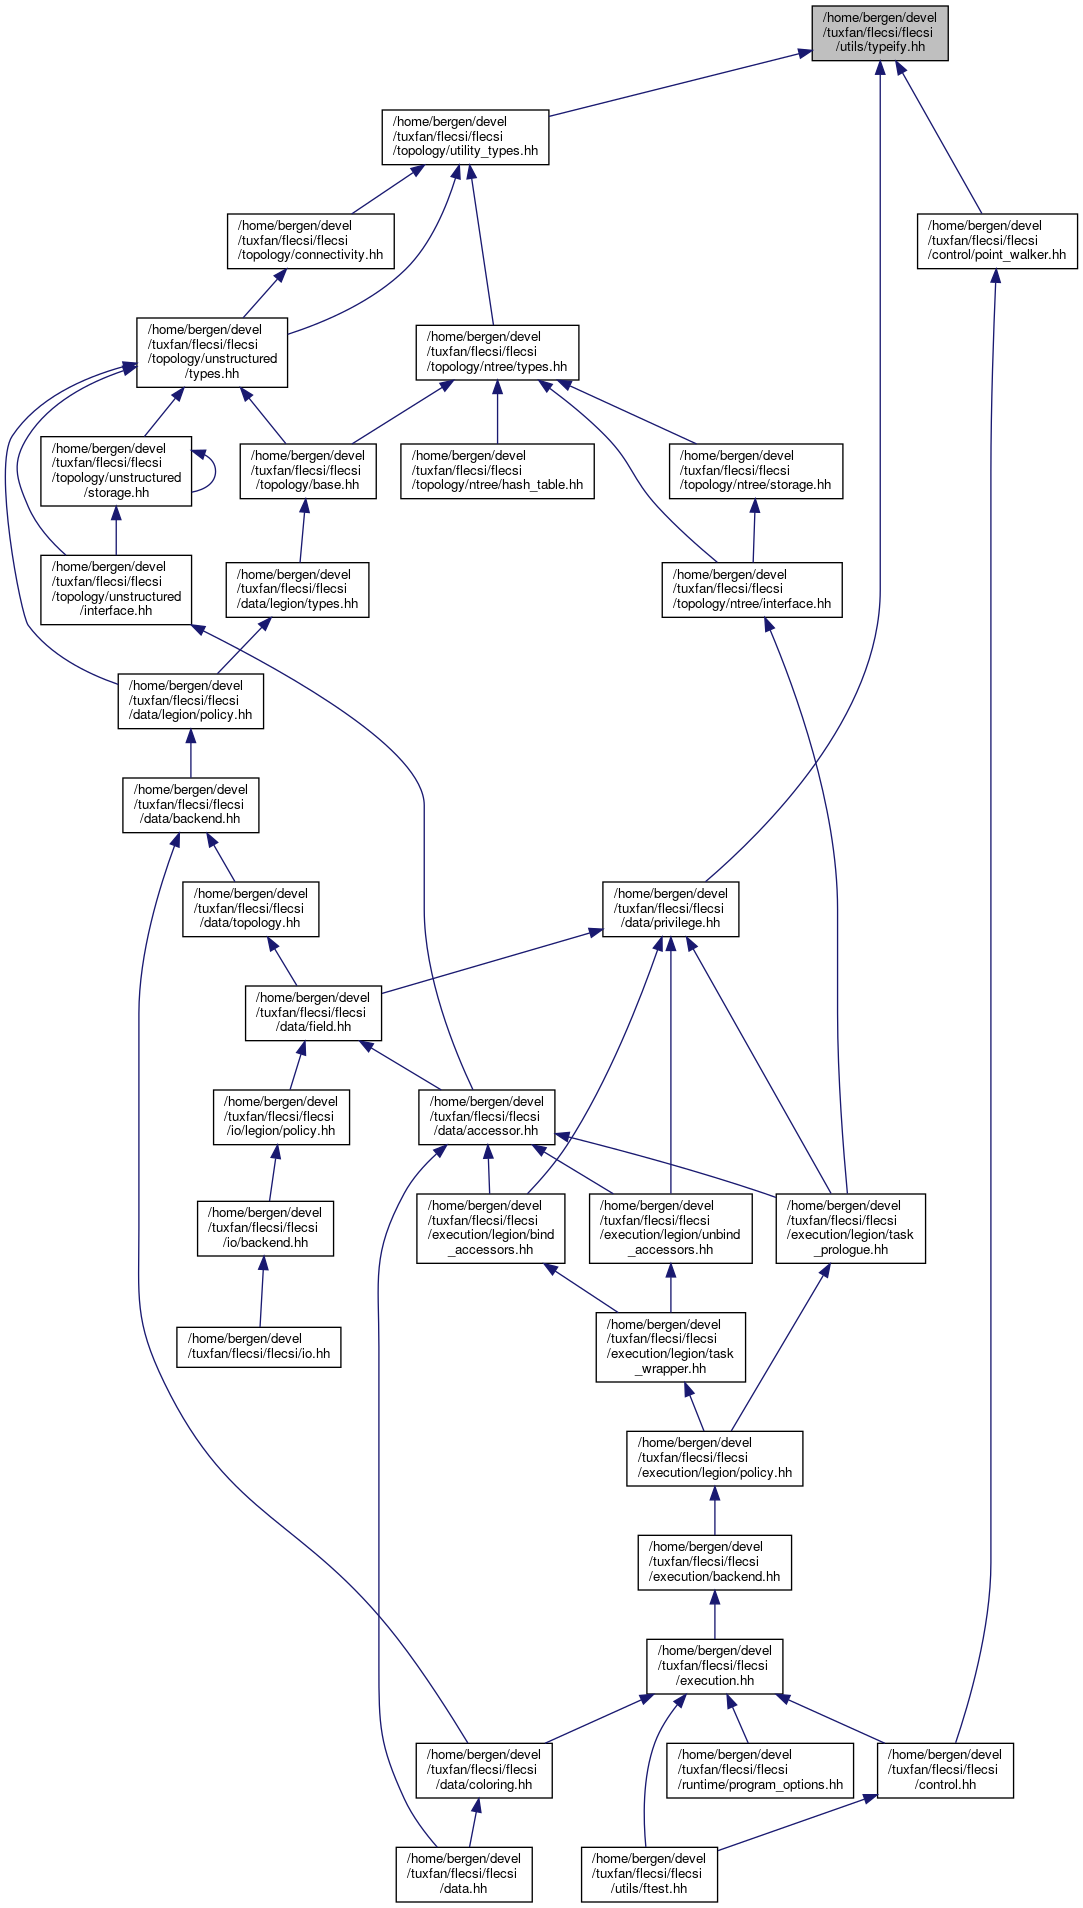 /home/bergen/devel
/tuxfan/flecsi/flecsi
/utils/typeify.hh
/home/bergen/devel
/tuxfan/flecsi/flecsi
/topology/utility_types.hh
/home/bergen/devel
/tuxfan/flecsi/flecsi
/topology/connectivity.hh
/home/bergen/devel
/tuxfan/flecsi/flecsi
/control/point_walker.hh
/home/bergen/devel
/tuxfan/flecsi/flecsi
/topology/unstructured
/types.hh
/home/bergen/devel
/tuxfan/flecsi/flecsi
/topology/ntree/types.hh
/home/bergen/devel
/tuxfan/flecsi/flecsi
/topology/unstructured
/storage.hh
/home/bergen/devel
/tuxfan/flecsi/flecsi
/topology/base.hh
/home/bergen/devel
/tuxfan/flecsi/flecsi
/topology/ntree/hash_table.hh
/home/bergen/devel
/tuxfan/flecsi/flecsi
/topology/ntree/storage.hh
/home/bergen/devel
/tuxfan/flecsi/flecsi
/topology/unstructured
/interface.hh
/home/bergen/devel
/tuxfan/flecsi/flecsi
/data/legion/types.hh
/home/bergen/devel
/tuxfan/flecsi/flecsi
/topology/ntree/interface.hh
/home/bergen/devel
/tuxfan/flecsi/flecsi
/data/legion/policy.hh
/home/bergen/devel
/tuxfan/flecsi/flecsi
/data/backend.hh
/home/bergen/devel
/tuxfan/flecsi/flecsi
/data/topology.hh
/home/bergen/devel
/tuxfan/flecsi/flecsi
/data/privilege.hh
/home/bergen/devel
/tuxfan/flecsi/flecsi
/data/field.hh
/home/bergen/devel
/tuxfan/flecsi/flecsi
/io/legion/policy.hh
/home/bergen/devel
/tuxfan/flecsi/flecsi
/data/accessor.hh
/home/bergen/devel
/tuxfan/flecsi/flecsi
/io/backend.hh
/home/bergen/devel
/tuxfan/flecsi/flecsi
/execution/legion/bind
_accessors.hh
/home/bergen/devel
/tuxfan/flecsi/flecsi
/execution/legion/unbind
_accessors.hh
/home/bergen/devel
/tuxfan/flecsi/flecsi
/execution/legion/task
_prologue.hh
/home/bergen/devel
/tuxfan/flecsi/flecsi/io.hh
/home/bergen/devel
/tuxfan/flecsi/flecsi
/execution/legion/task
_wrapper.hh
/home/bergen/devel
/tuxfan/flecsi/flecsi
/execution/legion/policy.hh
/home/bergen/devel
/tuxfan/flecsi/flecsi
/execution/backend.hh
/home/bergen/devel
/tuxfan/flecsi/flecsi
/execution.hh
/home/bergen/devel
/tuxfan/flecsi/flecsi
/data/coloring.hh
/home/bergen/devel
/tuxfan/flecsi/flecsi
/runtime/program_options.hh
/home/bergen/devel
/tuxfan/flecsi/flecsi
/control.hh
/home/bergen/devel
/tuxfan/flecsi/flecsi
/data.hh
/home/bergen/devel
/tuxfan/flecsi/flecsi
/utils/ftest.hh